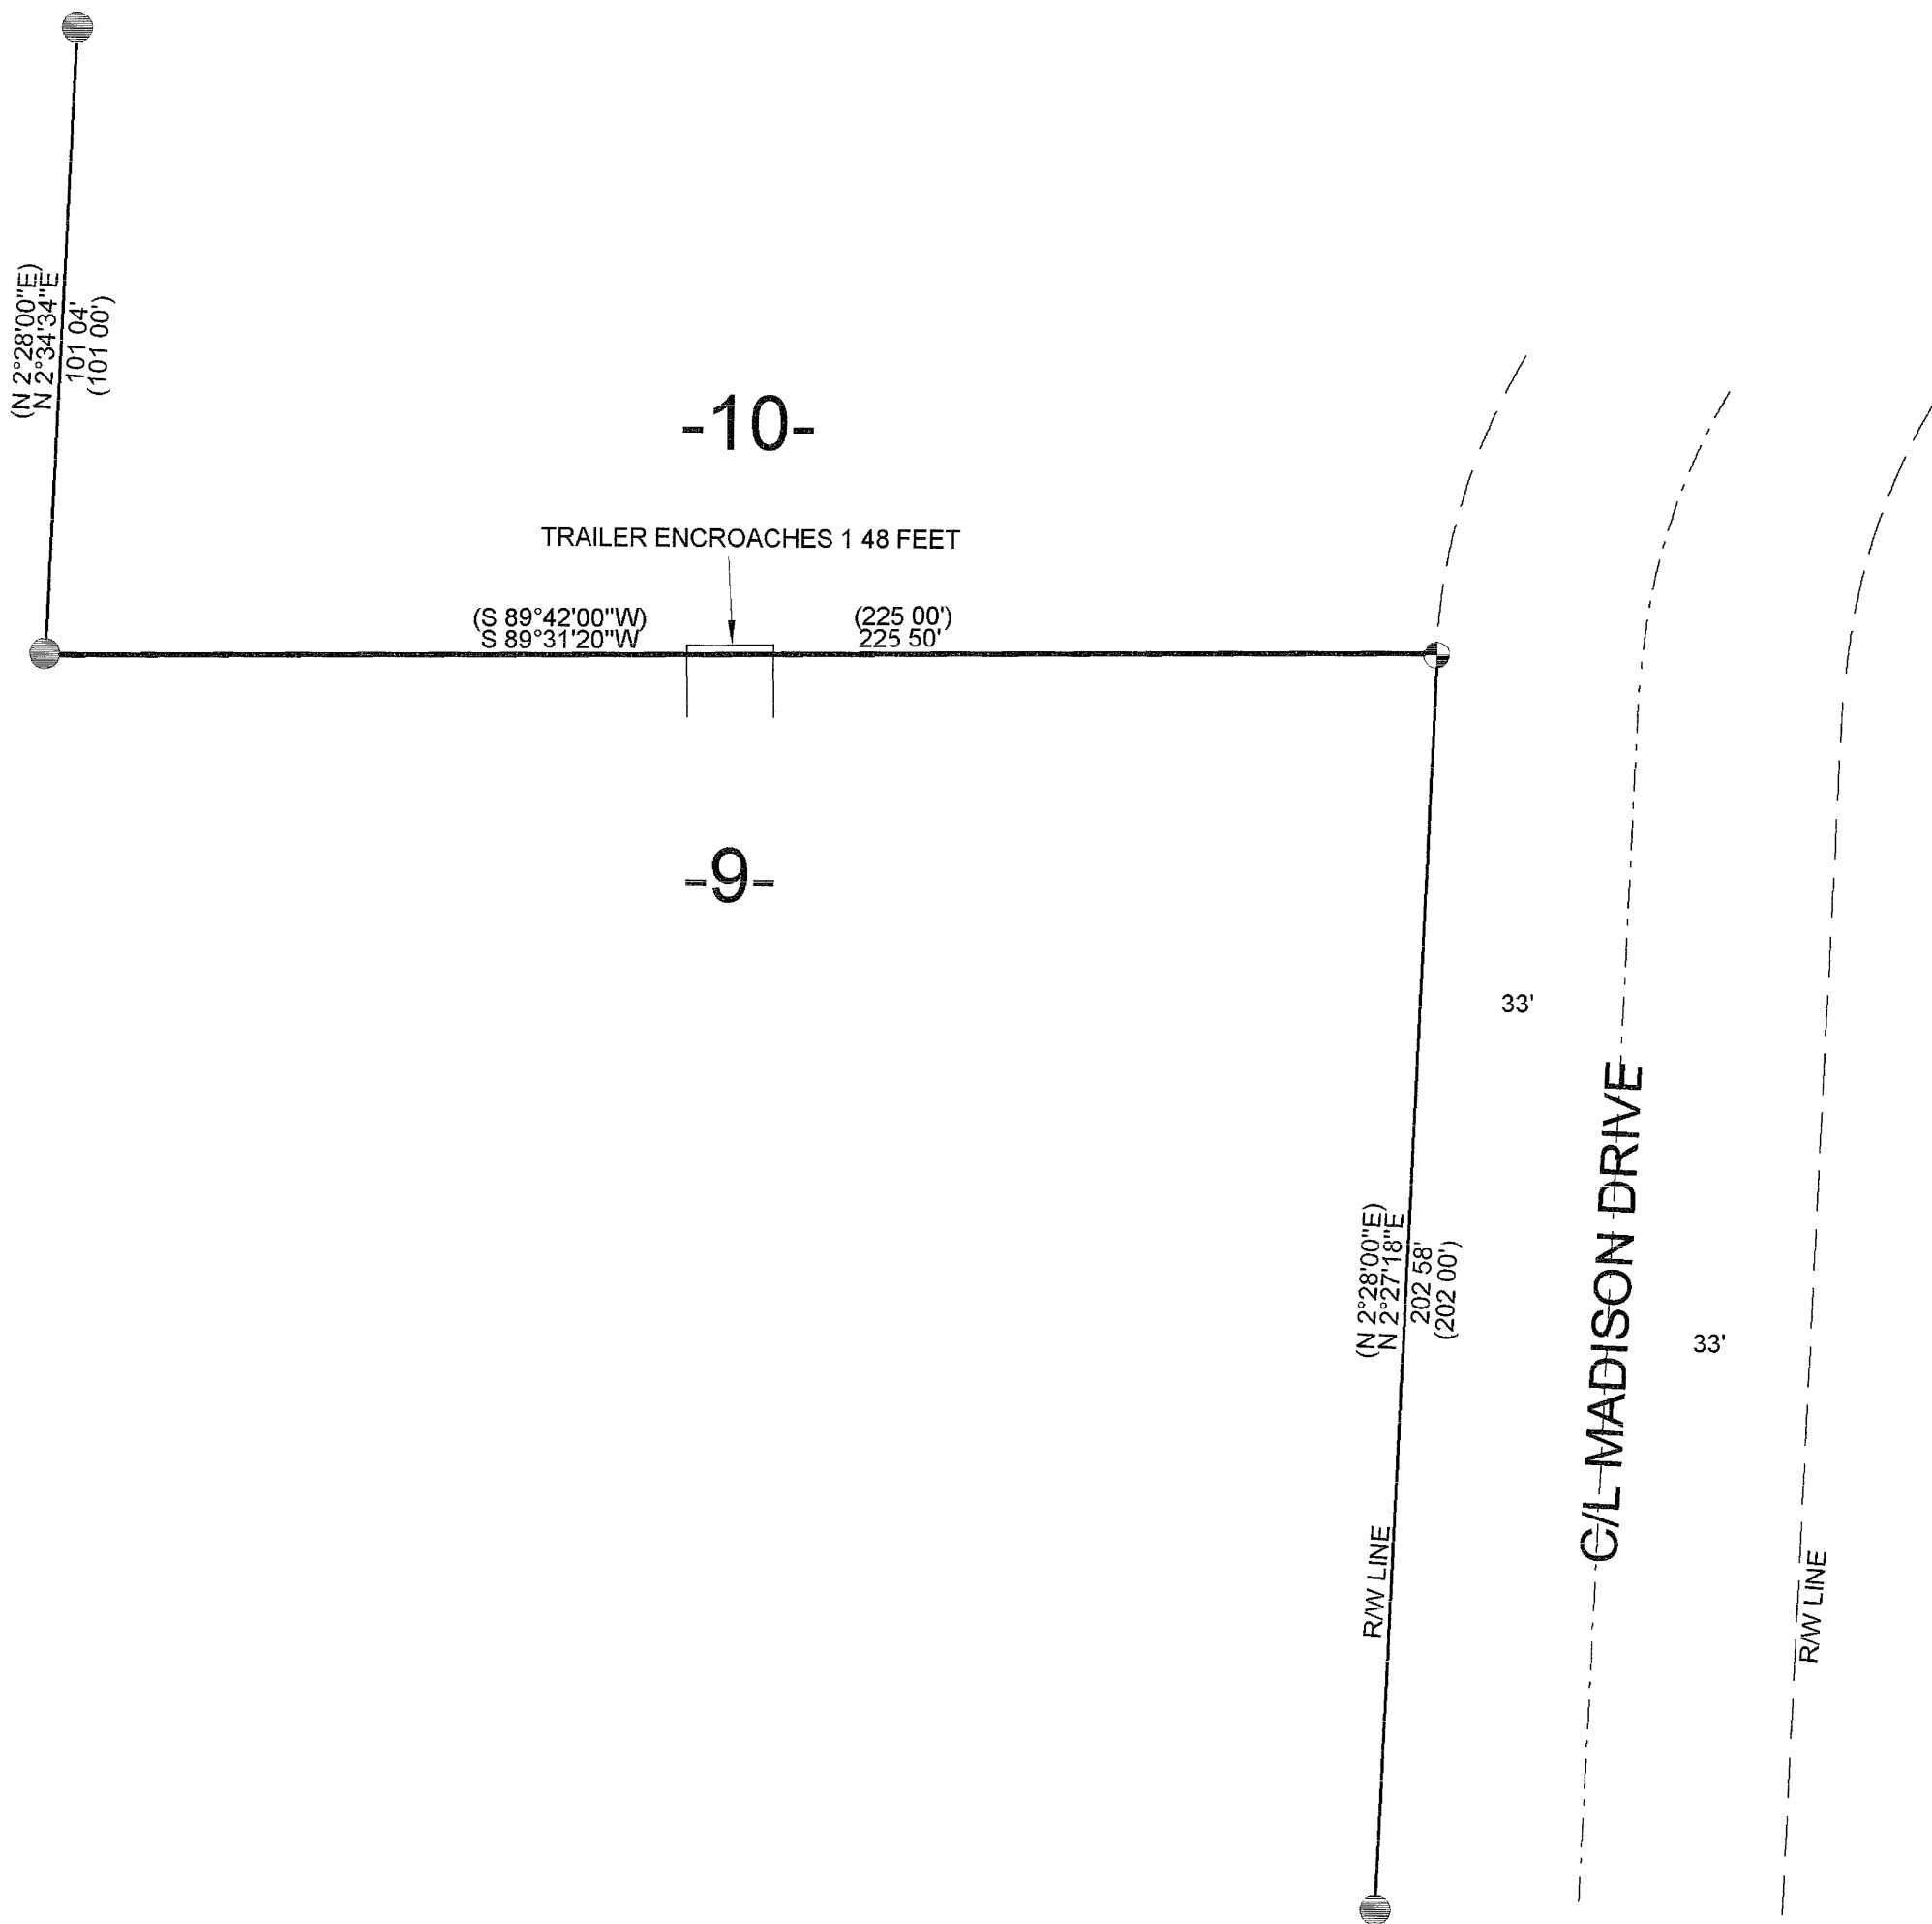 (N 2°28'00"E)
N 2°34'34"E
101 04'
(101 00')
-10-
TRAILER ENCROACHES 1 48 FEET
(S 89°42'00"W)
S 89°31'20"W
(225 00')
225 50'
-9-
33'
(N 2°28'00"E)
N 2°27'18"E
202 58'
(202 00')
C/L MADISON DRIVE
33'
R/W LINE
R/W LINE